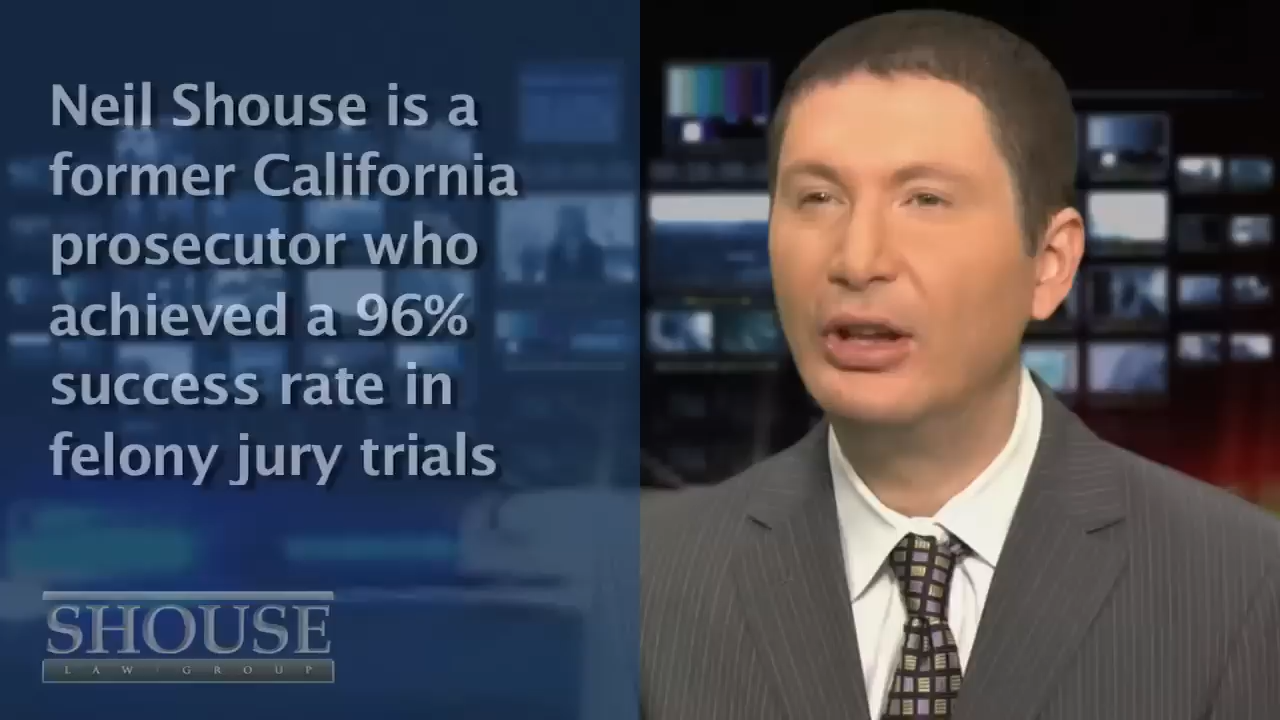 Neil Shouse is a
former California
prosecutor who
achieved a 96%
success rate in
felony jury trials
SHOUSE
LAW GROUP